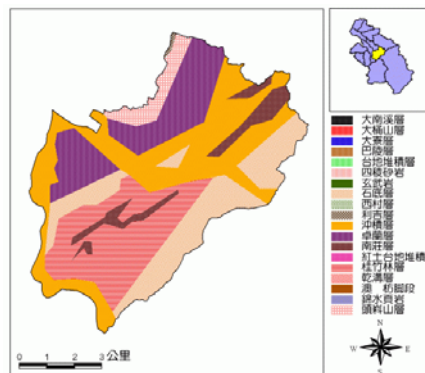 大南溪層
大桶山層
大寮層
巴陵層
台地堆積層
四稜砂岩
玄武岩
石底層
西村層
利吉層
沖積層
卓蘭層
南莊層
紅土台地堆積
桂竹林層
乾溝層
澳 枋腳段
錦水頁岩
頭嵙山層
N
W E
S
0 1 2 3 公里